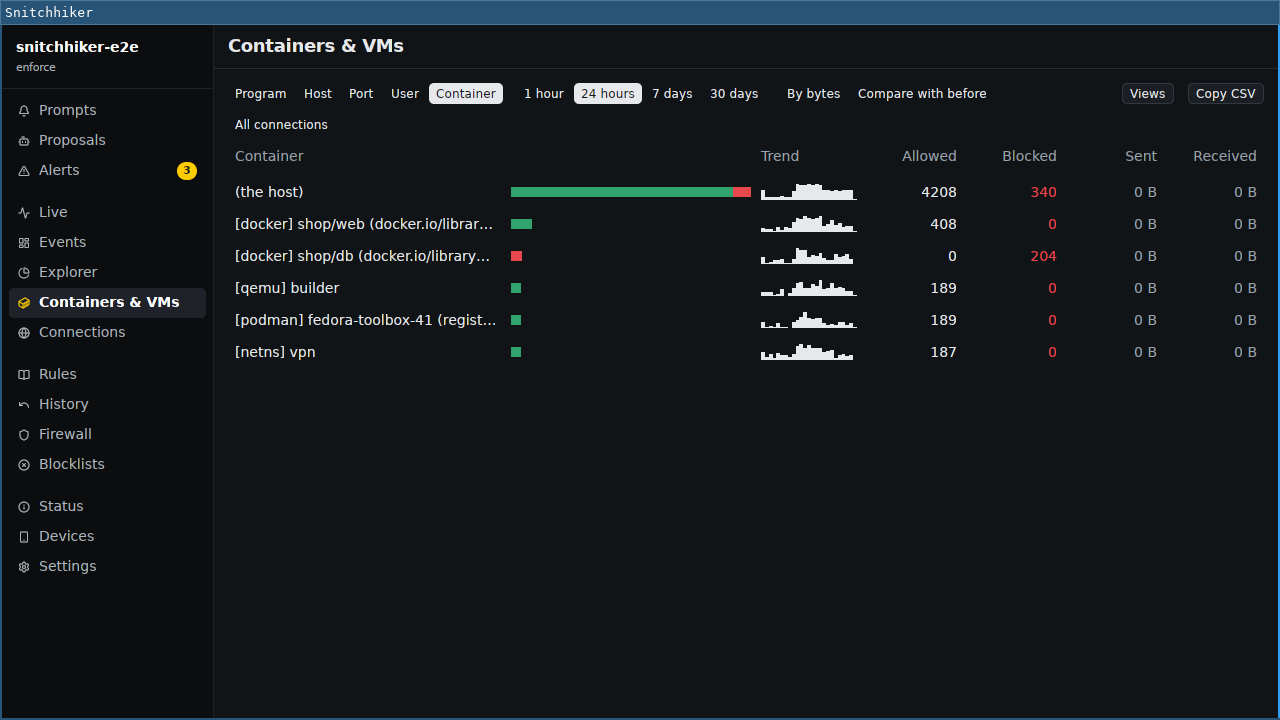 Snitchhiker
snitchhiker-e2e
enforce
Prompts
Proposals
Alerts 3
Live
Events
Explorer
Containers & VMs
Connections
Rules
History
Firewall
Blocklists
Status
Devices
Settings
Containers & VMs
Program Host Port User Container 1 hour 24 hours 7 days 30 days By bytes Compare with before Views Copy CSV
All connections
Container Trend Allowed Blocked Sent Received
(the host) 4208 340 0 B 0 B
[docker] shop/web (docker.io/librar… 408 0 0 B 0 B
[docker] shop/db (docker.io/library… 0 204 0 B 0 B
[qemu] builder 189 0 0 B 0 B
[podman] fedora-toolbox-41 (regist… 189 0 0 B 0 B
[netns] vpn 187 0 0 B 0 B